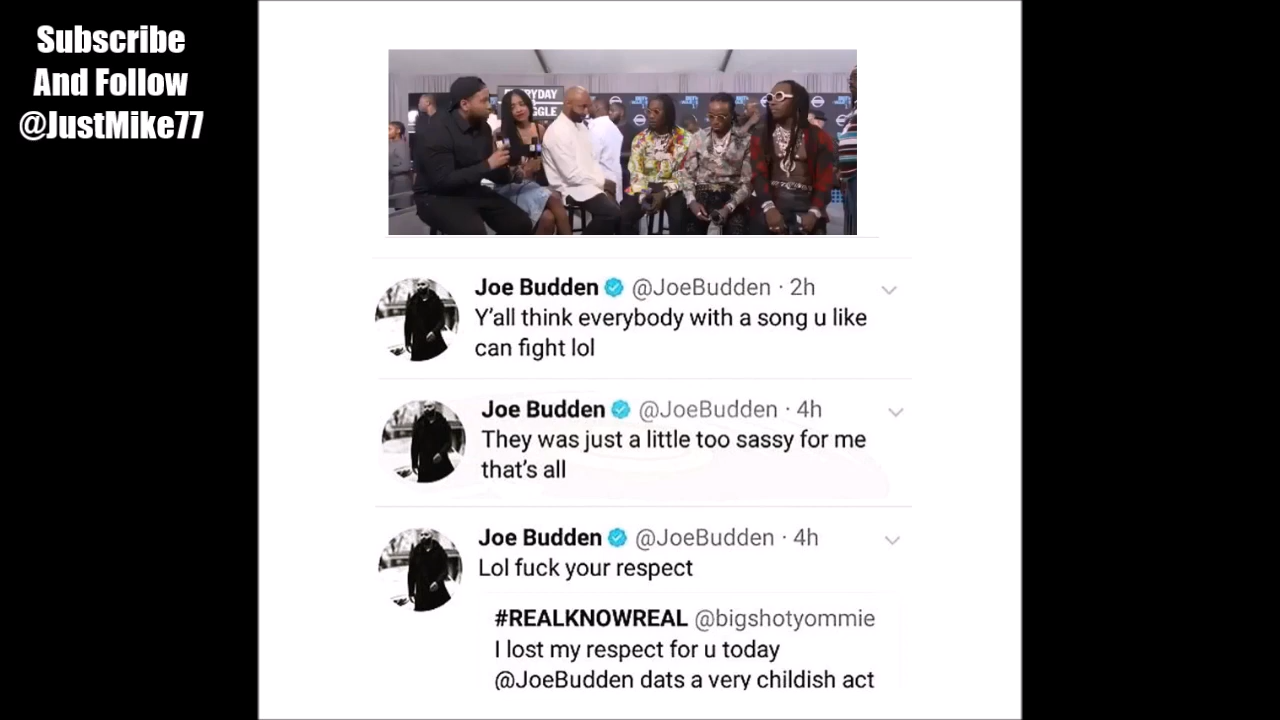 Subscribe
And Follow
@JustMike77
Joe Budden @JoeBudden · 2h
Y'all think everybody with a song u like
can fight lol
Joe Budden @JoeBudden · 4h
They was just a little too sassy for me
that's all
Joe Budden @JoeBudden · 4h
Lol fuck your respect
#REALKNOWREAL @bigshotyommie
I lost my respect for u today
@JoeBudden dats a very childish act